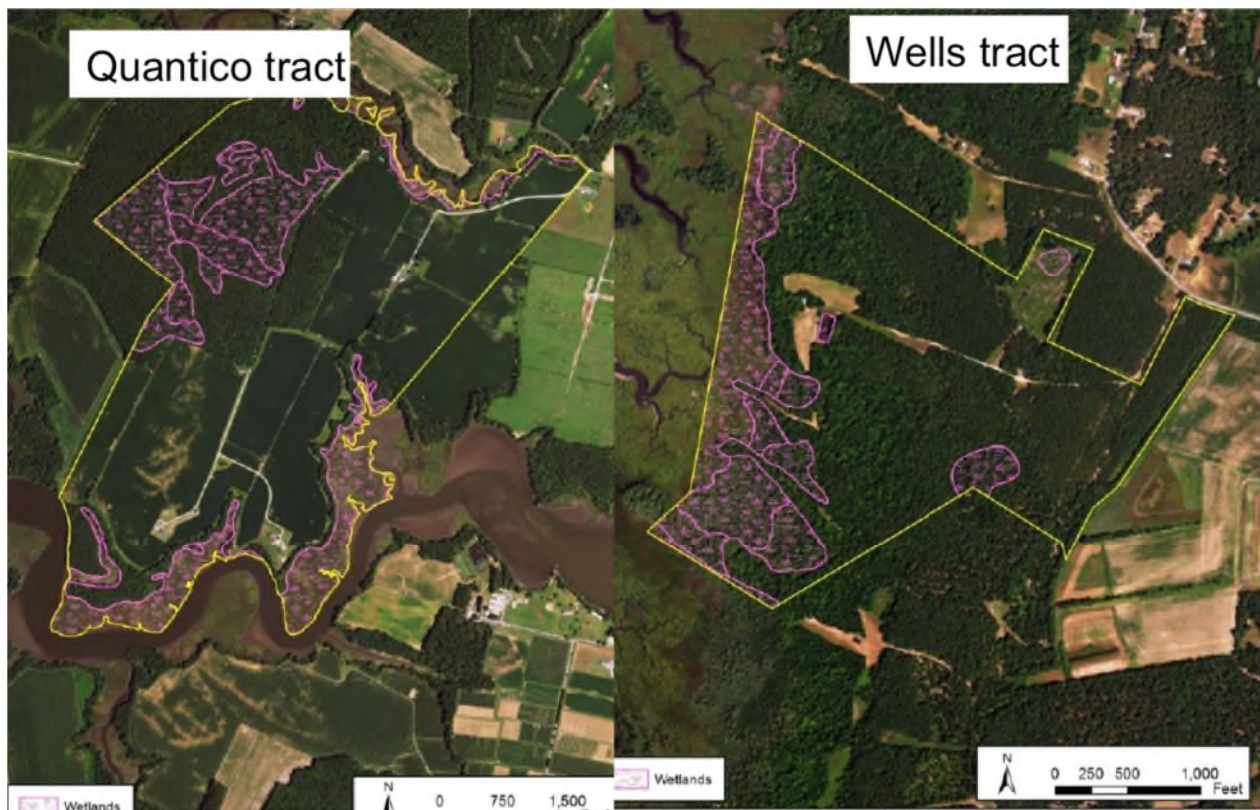 Quantico tract
Wells tract
Wetlands
N
0 750 1,500
Wetlands
N
0 250 500 1,000
Feet